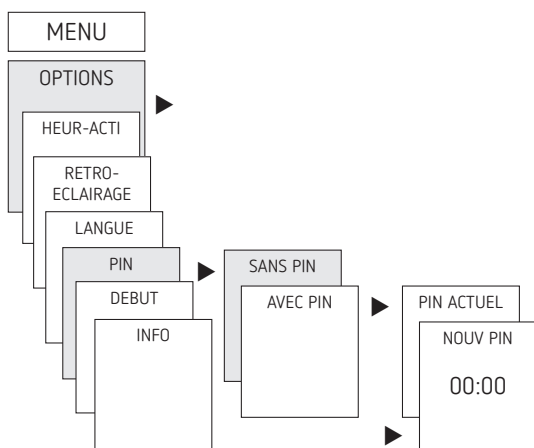 MENU
OPTIONS
HEUR-ACTI
RETRO-
ECLAIRAGE
LANGUE
PIN
SANS PIN
DEBUT
AVEC PIN
PIN ACTUEL
INFO
NOUV PIN
00:00